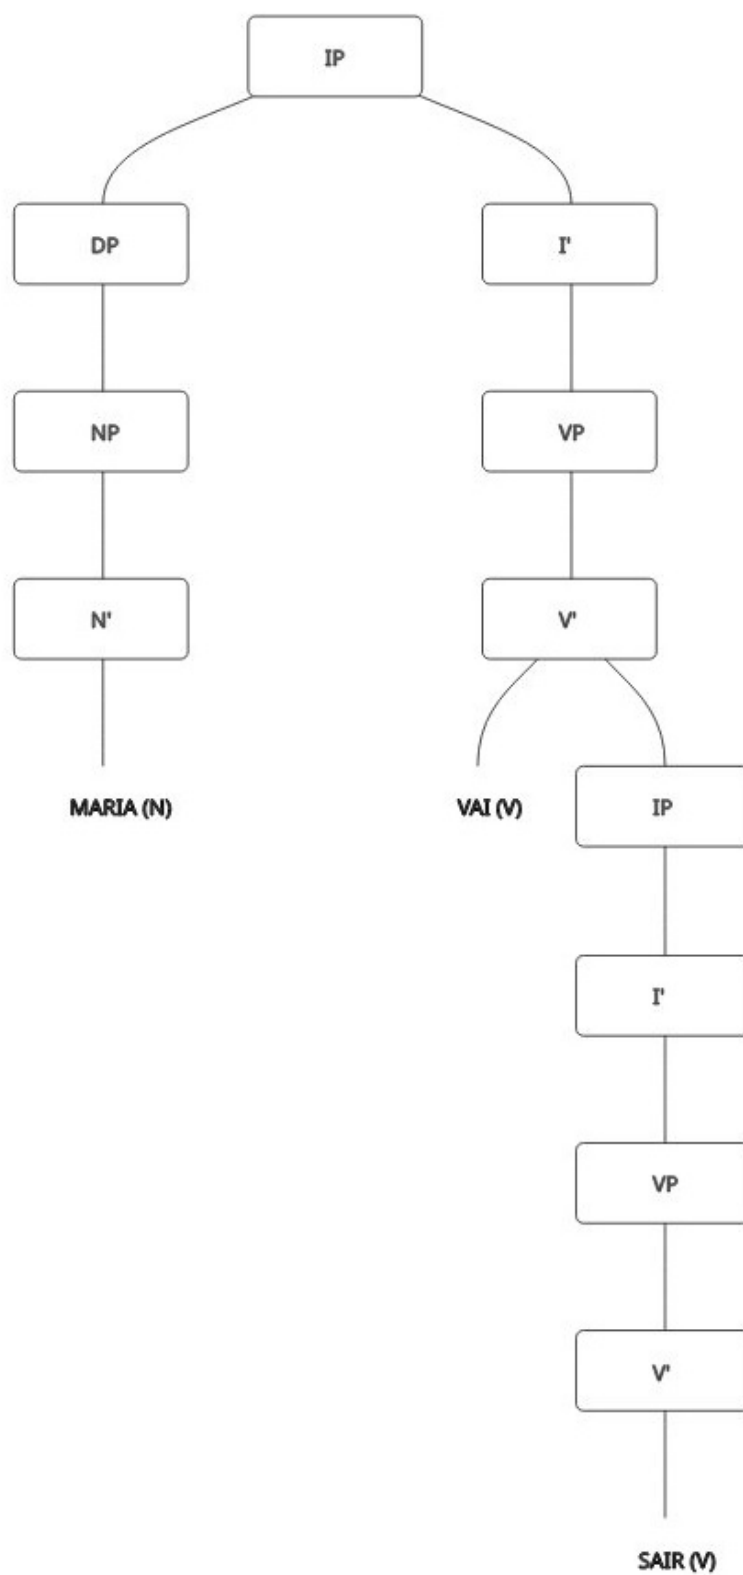 IP
DP I'
NP VP
N' V'
MARIA (N) VAI (V) IP
I'
VP
V'
SAIR (V)